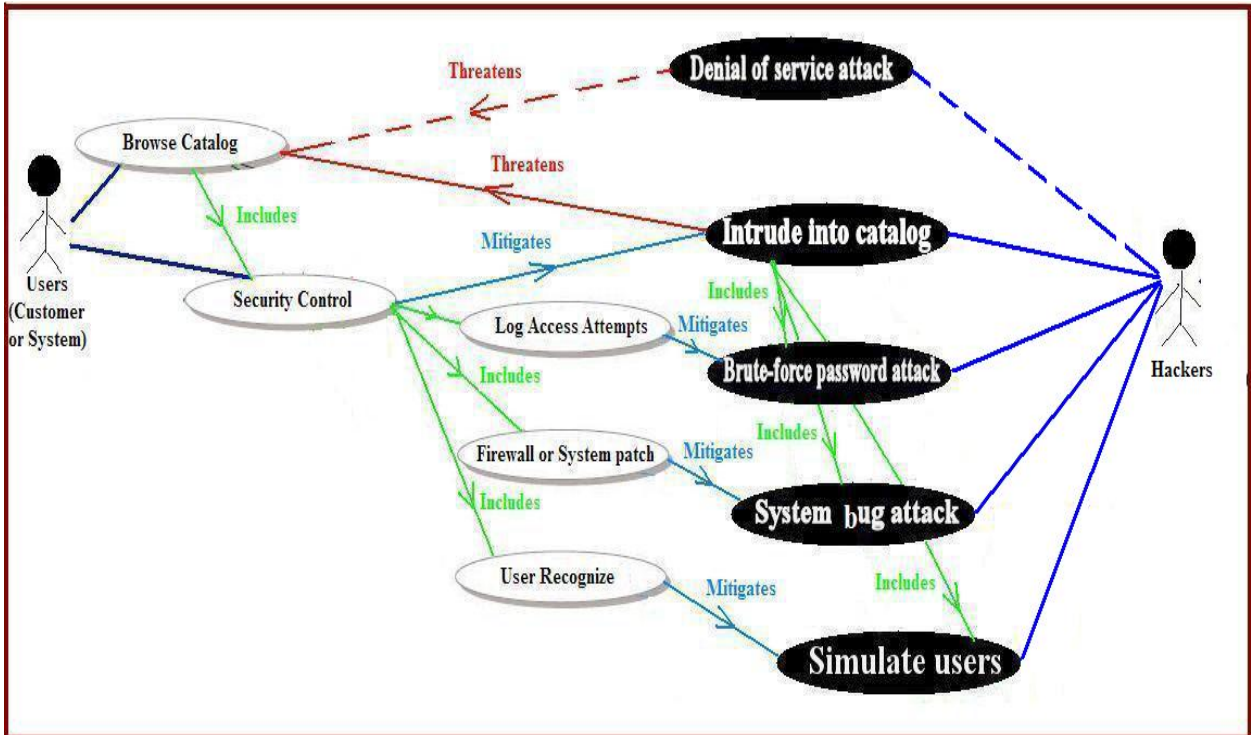 Denial of service attack
Threatens
Browse Catalog
Threatens
Includes
Intrude into catalog
Mitigates
Users
(Customer
or System)
Security Control
Includes
Log Access Attempts
Mitigates
Brute-force password attack
Hackers
Includes
Includes
Firewall or System patch
Mitigates
Includes
System bug attack
User Recognize
Mitigates
Includes
Simulate users